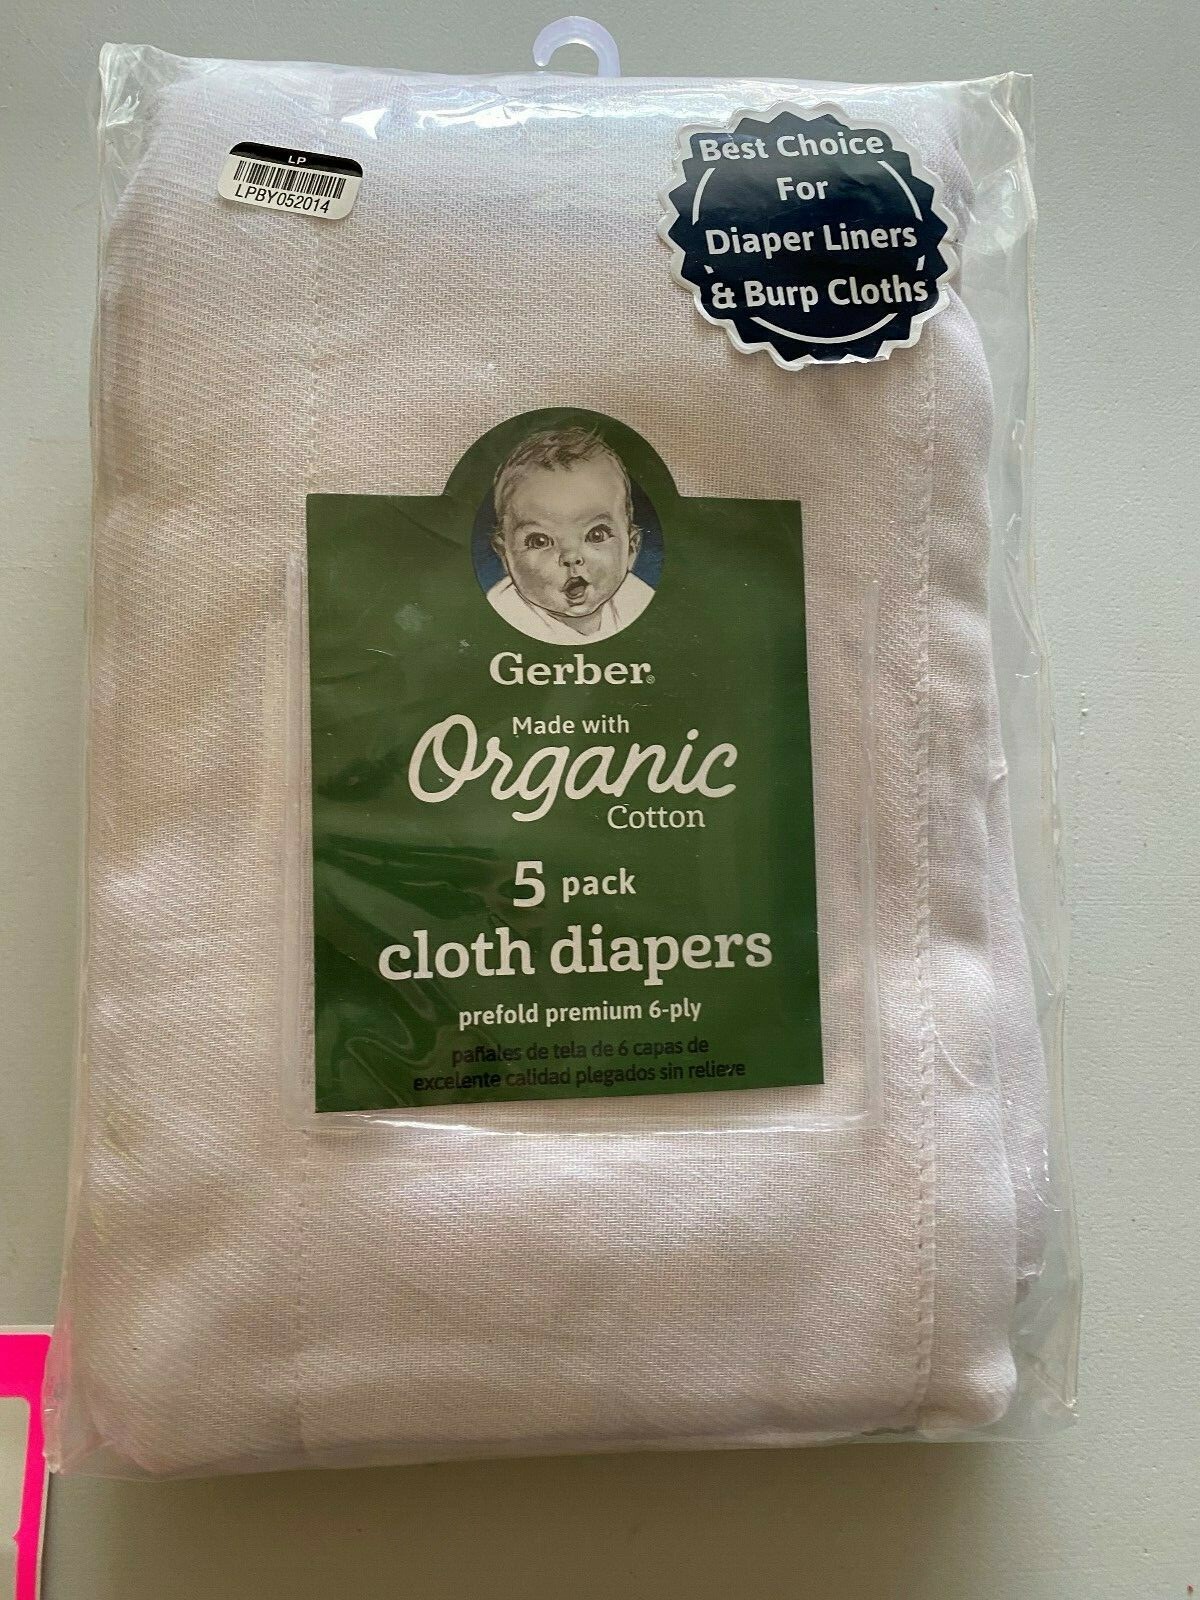 LP
LPBY052014
Best Choice
For
Diaper Liners
& Burp Cloths
Gerber®
Made with
Organic
Cotton
5 pack
cloth diapers
prefold premium 6-ply
pañales de tela de 6 capas de
excelente calidad plegados sin relieve